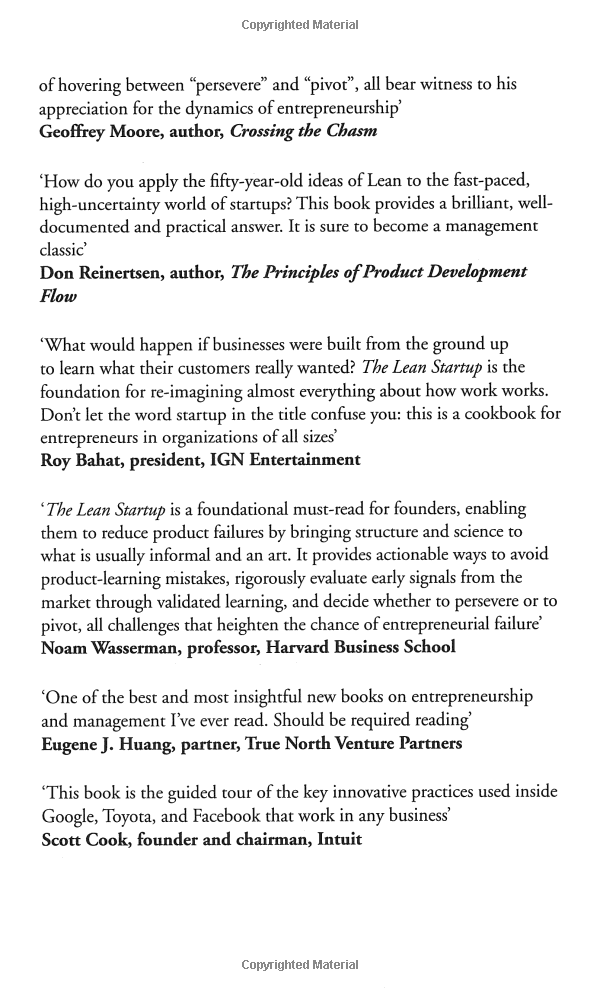 Copyrighted Material
of hovering between “persevere” and “pivot”, all bear witness to his
appreciation for the dynamics of entrepreneurship’
Geoffrey Moore, author, Crossing the Chasm
‘How do you apply the fifty-year-old ideas of Lean to the fast-paced,
high-uncertainty world of startups? This book provides a brilliant, well-
documented and practical answer. It is sure to become a management
classic’
Don Reinertsen, author, The Principles of Product Development
Flow
‘What would happen if businesses were built from the ground up
to learn what their customers really wanted? The Lean Startup is the
foundation for re-imagining almost everything about how work works.
Don’t let the word startup in the title confuse you: this is a cookbook for
entrepreneurs in organizations of all sizes’
Roy Bahat, president, IGN Entertainment
‘The Lean Startup is a foundational must-read for founders, enabling
them to reduce product failures by bringing structure and science to
what is usually informal and an art. It provides actionable ways to avoid
product-learning mistakes, rigorously evaluate early signals from the
market through validated learning, and decide whether to persevere or to
pivot, all challenges that heighten the chance of entrepreneurial failure’
Noam Wasserman, professor, Harvard Business School
‘One of the best and most insightful new books on entrepreneurship
and management I’ve ever read. Should be required reading’
Eugene J. Huang, partner, True North Venture Partners
‘This book is the guided tour of the key innovative practices used inside
Google, Toyota, and Facebook that work in any business’
Scott Cook, founder and chairman, Intuit
Copyrighted Material